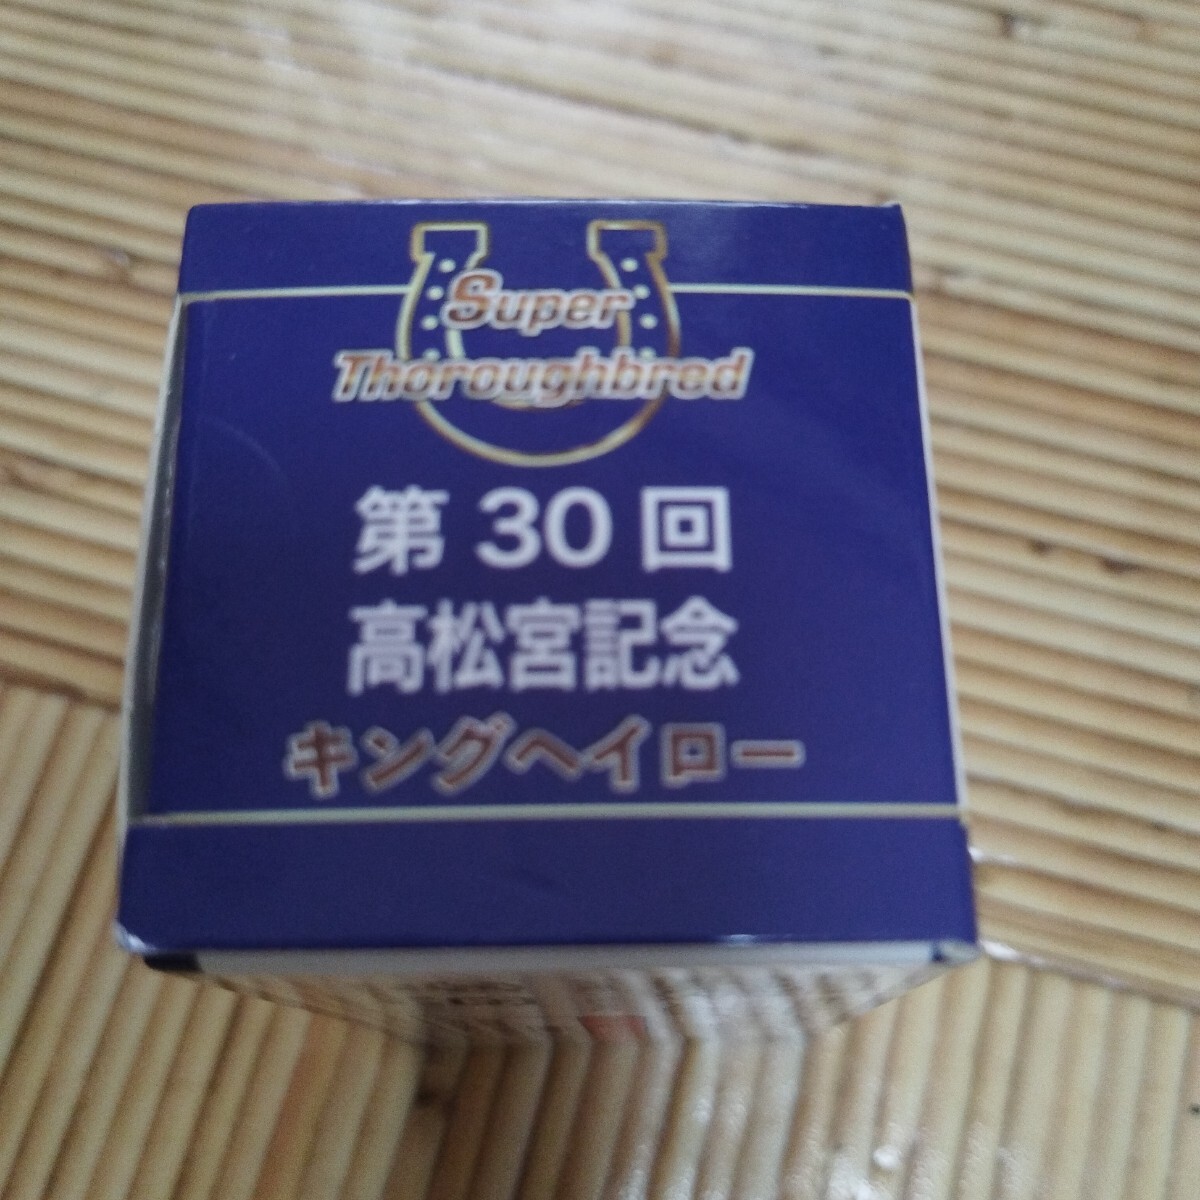 Super
Thoroughbred
第30回
高松宮記念
キングヘイロー